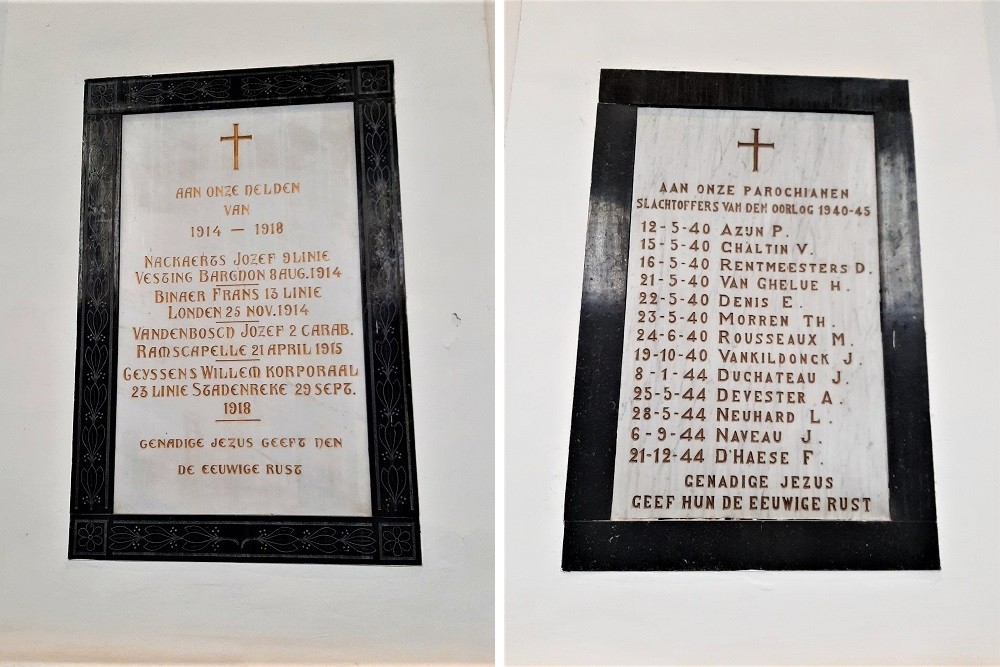 AAN ONZE HELDEN
VAN
1914 — 1918
NACKAERTS JOZEF 9 LINIE
VESTING BARCHON 8 AUG. 1914
BINAER FRANS 13 LINIE
LONDEN 25 NOV. 1914
VANDENBOSCH JOZEF 2 CARAB.
RAMSCAPELLE 21 APRIL 1915
GEYSSENS WILLEM KORPORAAL
23 LINIE STADENREKE 29 SEPT.
1918
GENADIGE JEZUS GEEFT HEN
DE EEUWIGE RUST
AAN ONZE PAROCHIANEN
SLACHTOFFERS VAN DEN OORLOG 1940-45
12-5-40 AZIJN P.
15-5-40 GHALTIN V.
16-5-40 RENTMEESTERS D.
21-5-40 VAN GHELUE H.
22-5-40 DENIS E.
23-5-40 MORREN TH.
24-6-40 ROUSSEAUX M.
19-10-40 VANKILDONCK J.
8-1-44 DUCHATEAU J.
25-5-44 DEVESTER A.
28-5-44 NEUHARD L.
6-9-44 NAVEAU J.
21-12-44 D'HAESE F.
GENADIGE JEZUS
GEEF HUN DE EEUWIGE RUST